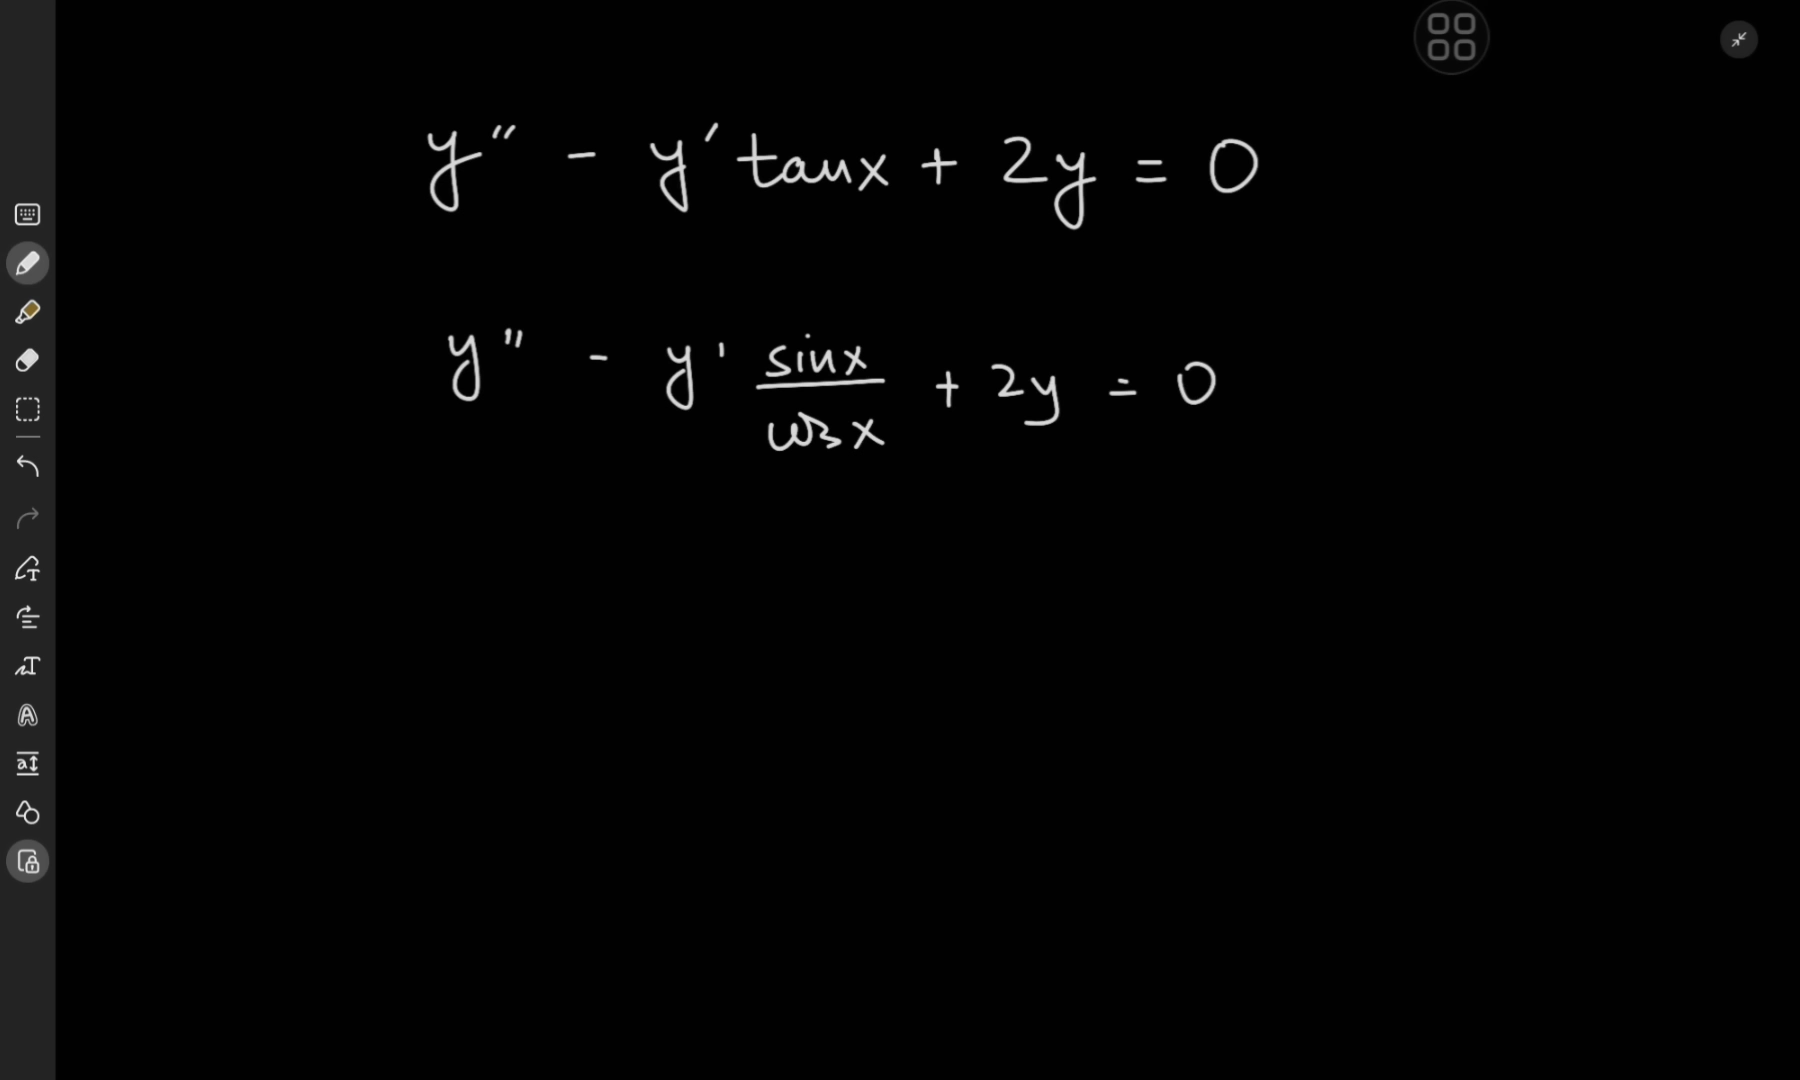 y'' - y' tanx + 2y = 0
y'' - y' sinx/cosx + 2y = 0